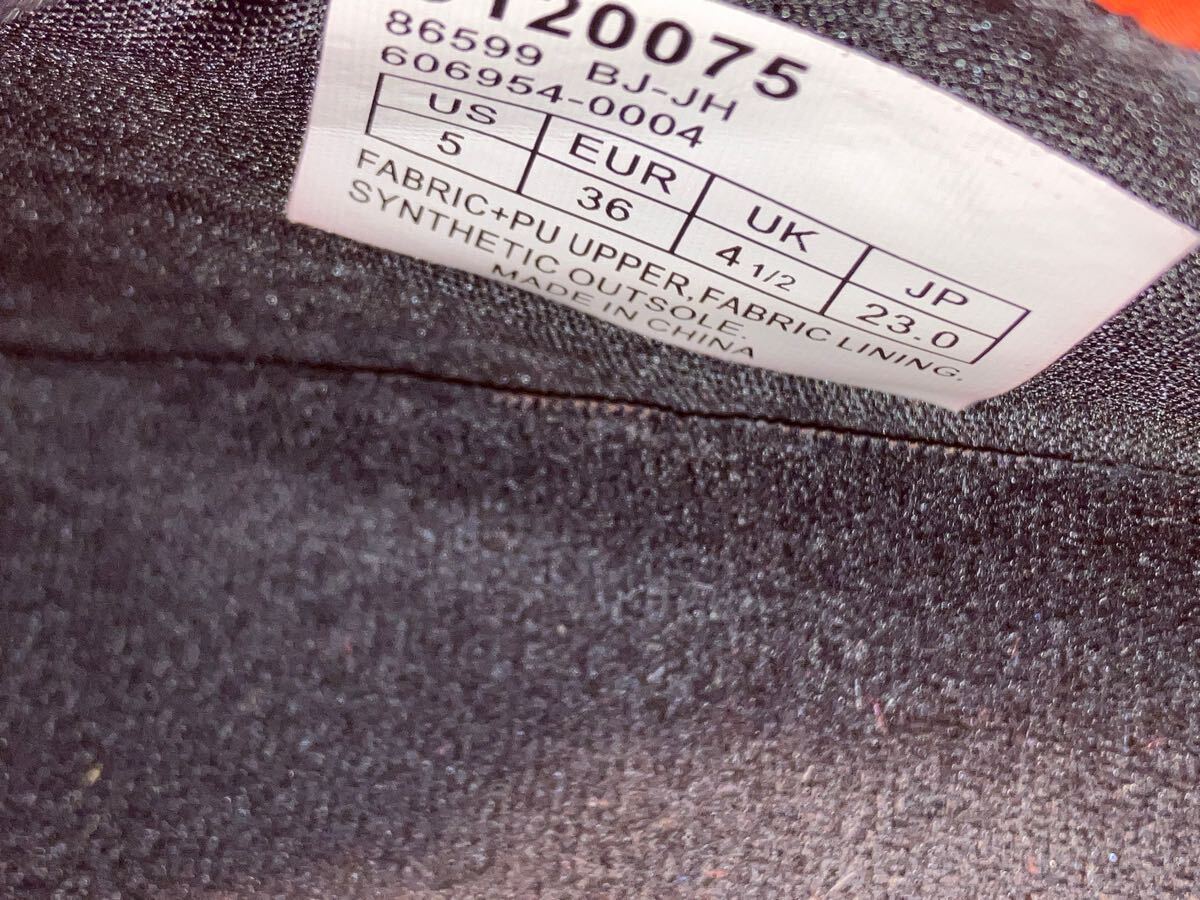 120075
86599 BJ-JH
606954-0004
US EUR UK JP
5 36 4 1/2 23.0
FABRIC+PU UPPER,FABRIC LINING.
SYNTHETIC OUTSOLE.
MADE IN CHINA